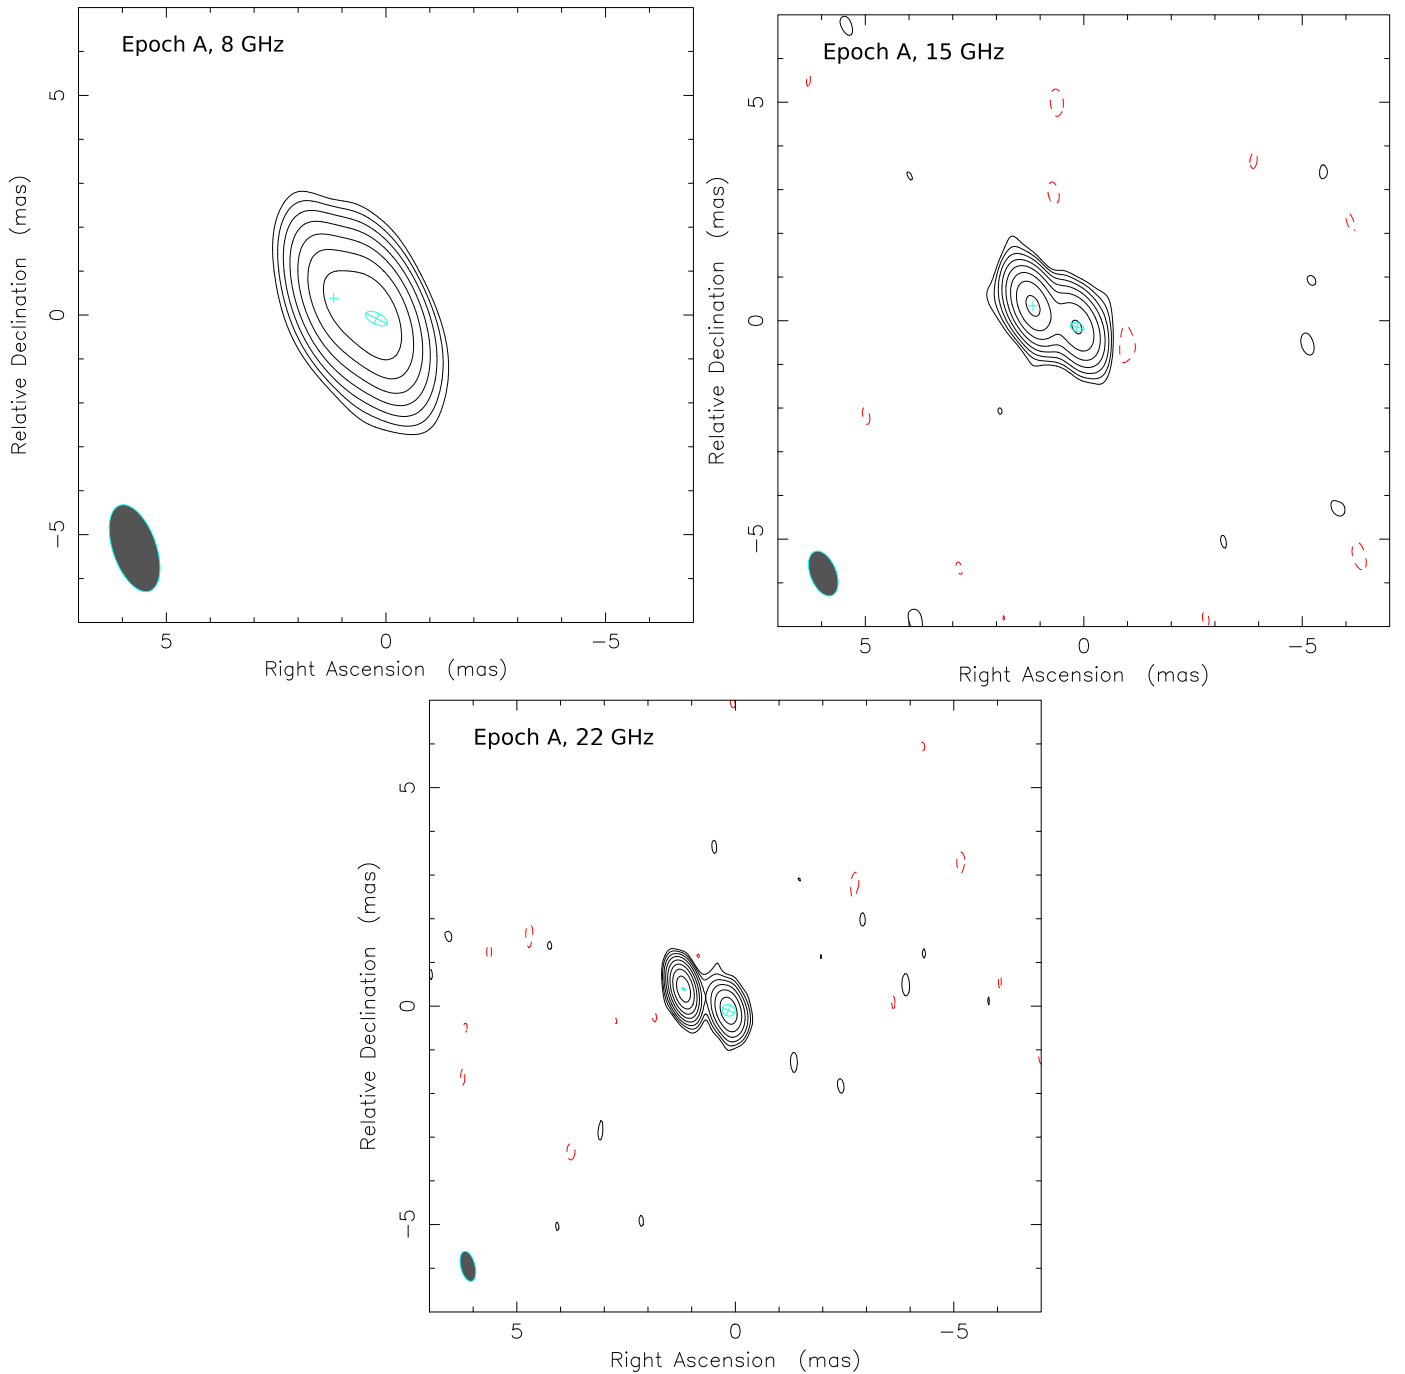 Epoch A, 8 GHz
5
0
−5
Relative Declination (mas)
5
0
−5
Right Ascension (mas)
Epoch A, 15 GHz
5
0
−5
Relative Declination (mas)
5
0
−5
Right Ascension (mas)
Epoch A, 22 GHz
5
0
−5
Relative Declination (mas)
5
0
−5
Right Ascension (mas)